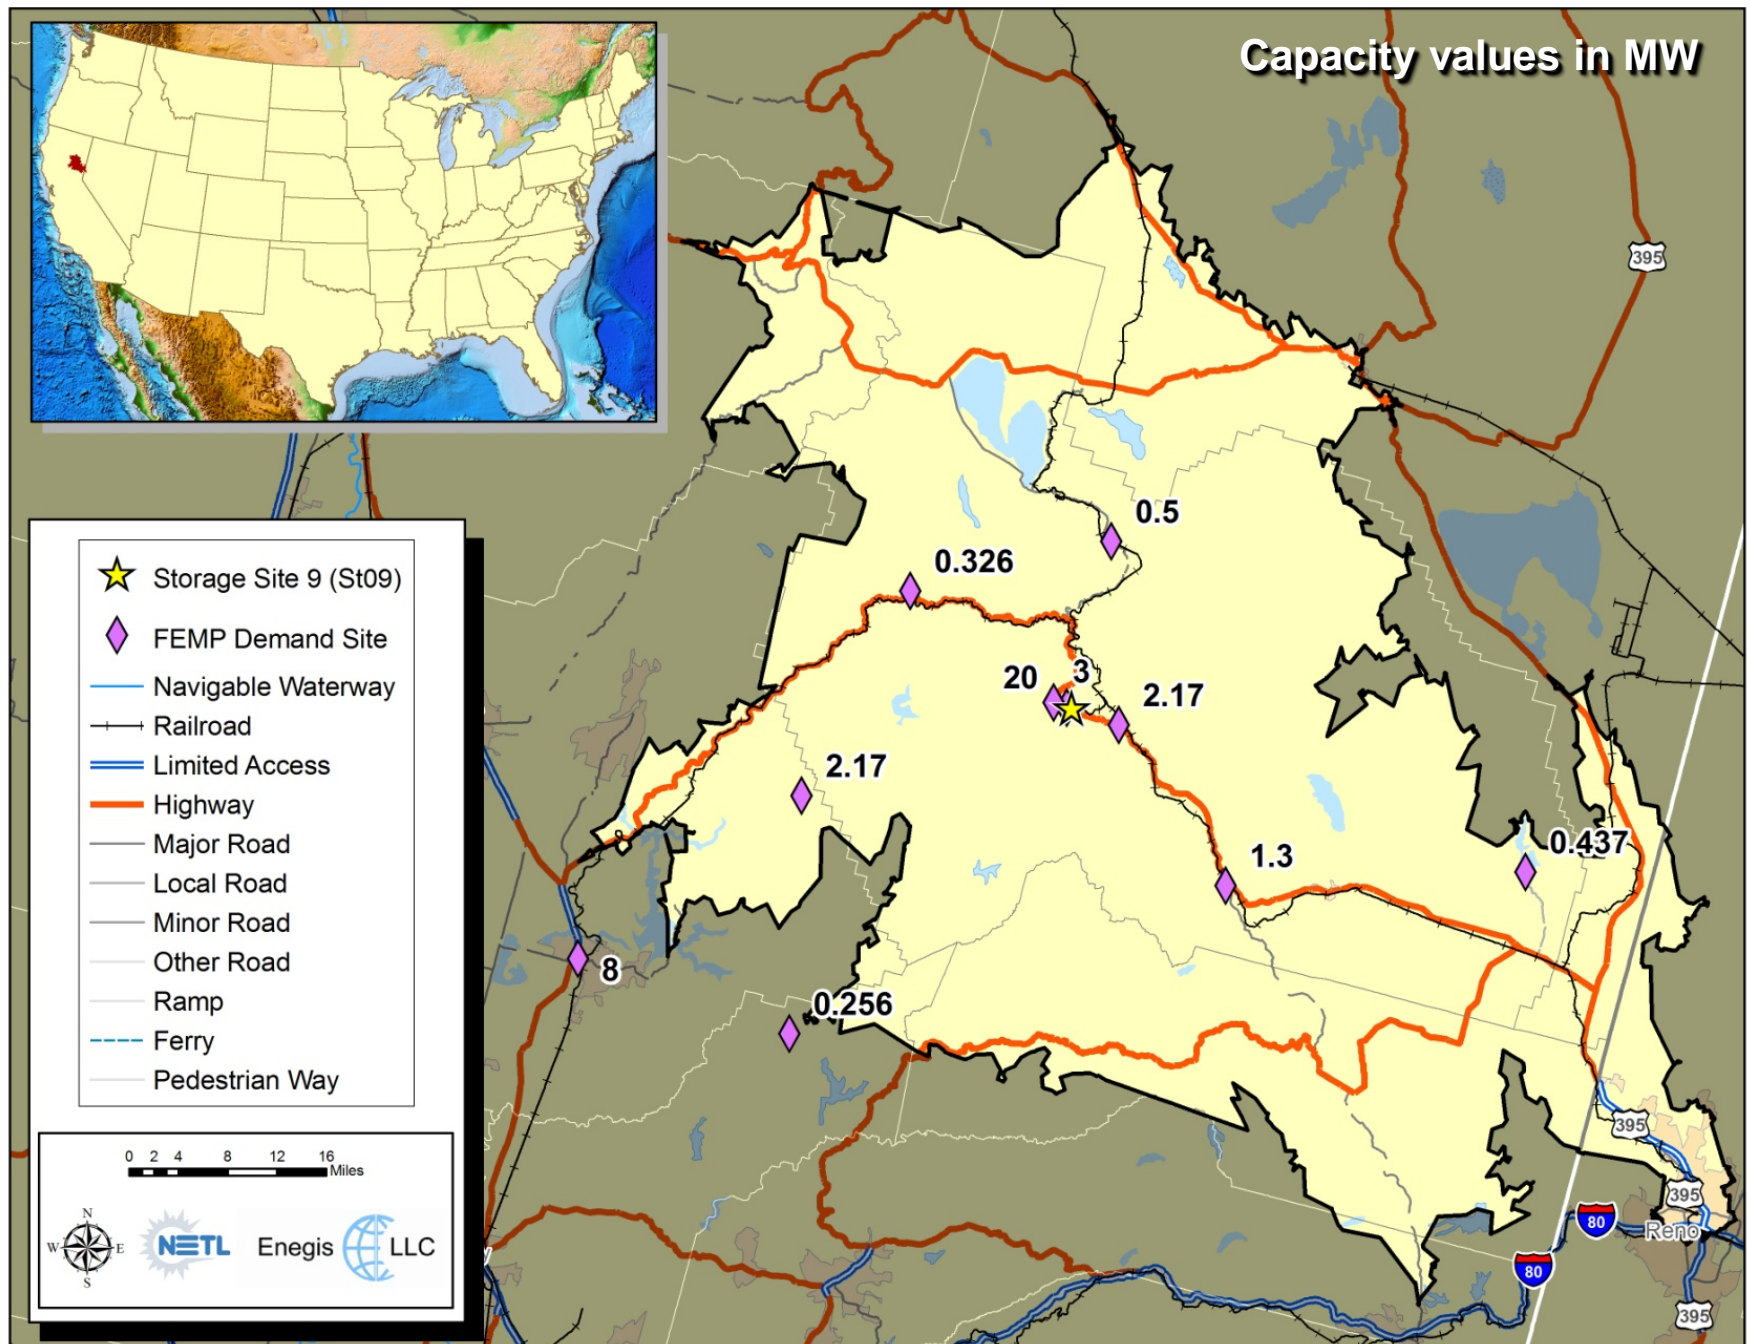 Capacity values in MW
395
0.5
0.326
20
3
2.17
2.17
1.3
0.437
8
0.256
Storage Site 9 (St09)
FEMP Demand Site
Navigable Waterway
Railroad
Limited Access
Highway
Major Road
Local Road
Minor Road
Other Road
Ramp
Ferry
Pedestrian Way
0 2 4 8 12 16
Miles
N
W E
S
NETL
Enegis LLC
395
395
80
Reno
80
395